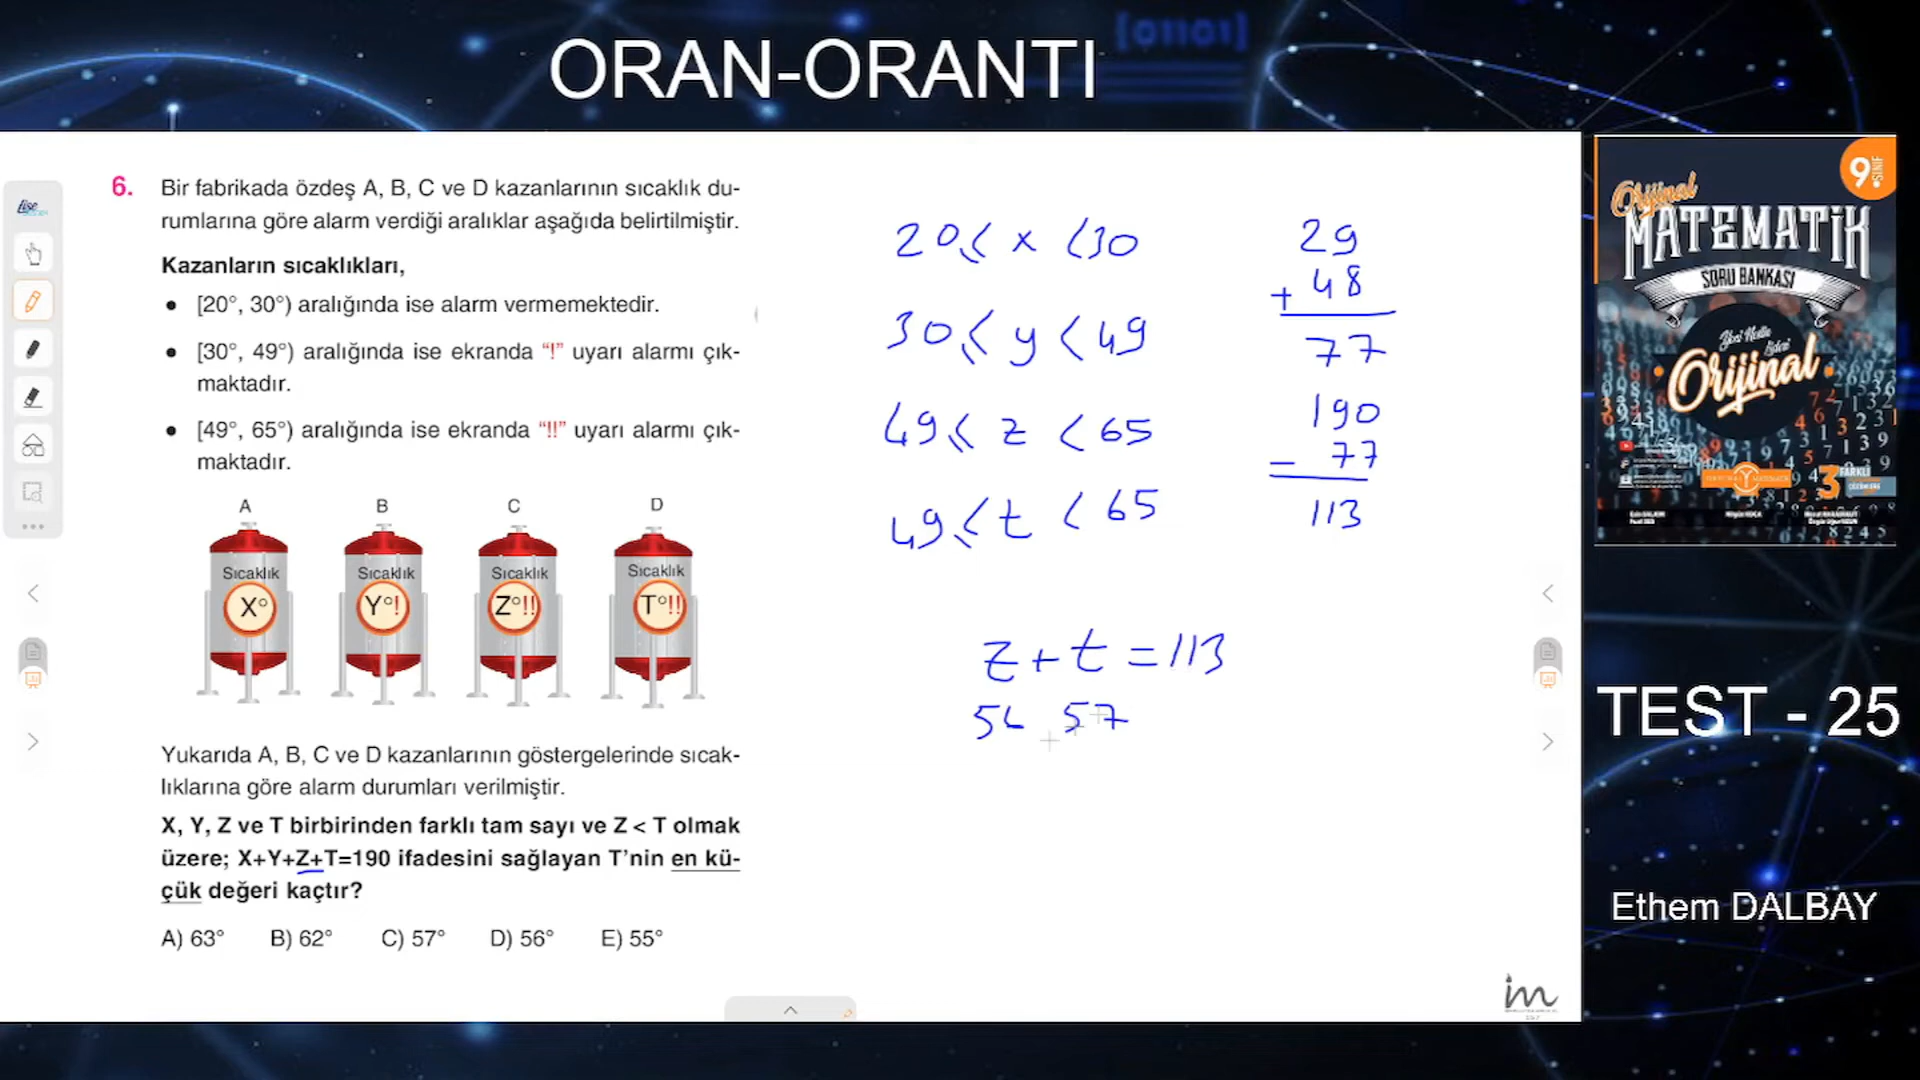 [01101]
ORAN-ORANTI
6. Bir fabrikada özdeş A, B, C ve D kazanlarının sıcaklık du-
rumlarına göre alarm verdiği aralıklar aşağıda belirtilmiştir.
Kazanların sıcaklıkları,
• [20°, 30°) aralığında ise alarm vermemektedir.
• [30°, 49°) aralığında ise ekranda “!” uyarı alarmı çık-
maktadır.
• [49°, 65°) aralığında ise ekranda “!!” uyarı alarmı çık-
maktadır.
A B C D
Sıcaklık Sıcaklık Sıcaklık Sıcaklık
X° Y°! Z°!! T°!!
Yukarıda A, B, C ve D kazanlarının göstergelerinde sıcak-
lıklarına göre alarm durumları verilmiştir.
X, Y, Z ve T birbirinden farklı tam sayı ve Z < T olmak
üzere; X+Y+Z+T=190 ifadesini sağlayan T’nin en kü-
çük değeri kaçtır?
A) 63° B) 62° C) 57° D) 56° E) 55°
20 ≤ x < 30
30 ≤ y < 49
49 ≤ z < 65
49 ≤ t < 65
29
+ 48
77
190
- 77
113
z + t = 113
56 57
im
9. SINIF
Orijinal
MATEMATİK
SORU BANKASI
Orijinal
3 FARKLI
TEST - 25
Ethem DALBAY